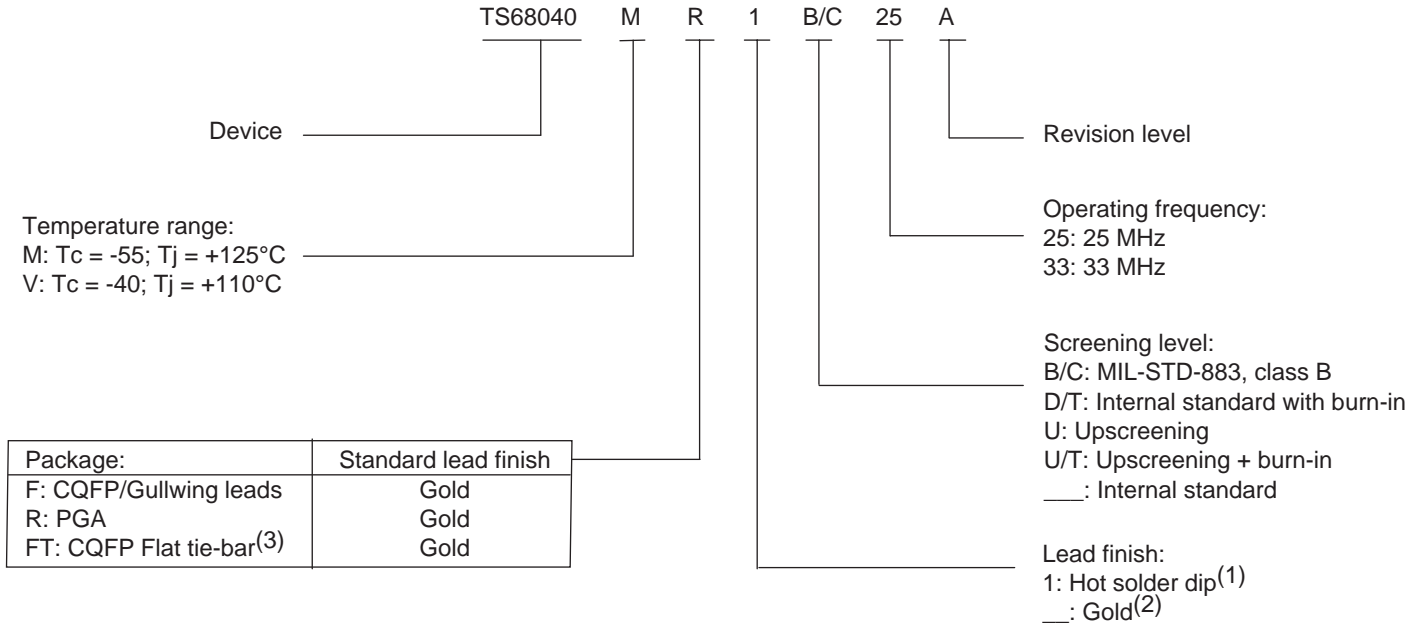 TS68040 M R 1 B/C 25 A
Device
Revision level
Temperature range:
M: Tc = -55; Tj = +125°C
V: Tc = -40; Tj = +110°C
Operating frequency:
25: 25 MHz
33: 33 MHz
Screening level:
B/C: MIL-STD-883, class B
D/T: Internal standard with burn-in
U: Upscreening
U/T: Upscreening + burn-in
___: Internal standard
Package: Standard lead finish
F: CQFP/Gullwing leads Gold
R: PGA Gold
FT: CQFP Flat tie-bar(3) Gold
Lead finish:
1: Hot solder dip(1)
__: Gold(2)